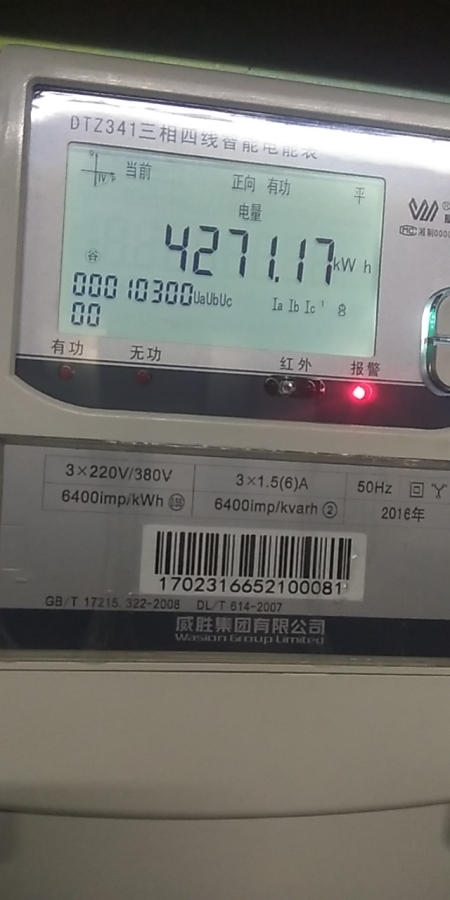 DTZ341三相四线智能电能表
当前 正向 有功 平
电量
4271.17kWh
谷
00010300 UaUbUc Ia Ib Ic
00
有功 无功 红外 报警
3×220V/380V 3×1.5(6)A 50Hz
6400imp/kWh 6400imp/kvarh ② 2016年
1702316652100081
GB/T 17215.322-2008 DL/T 614-2007
威胜集团有限公司
Wasion Group Limited